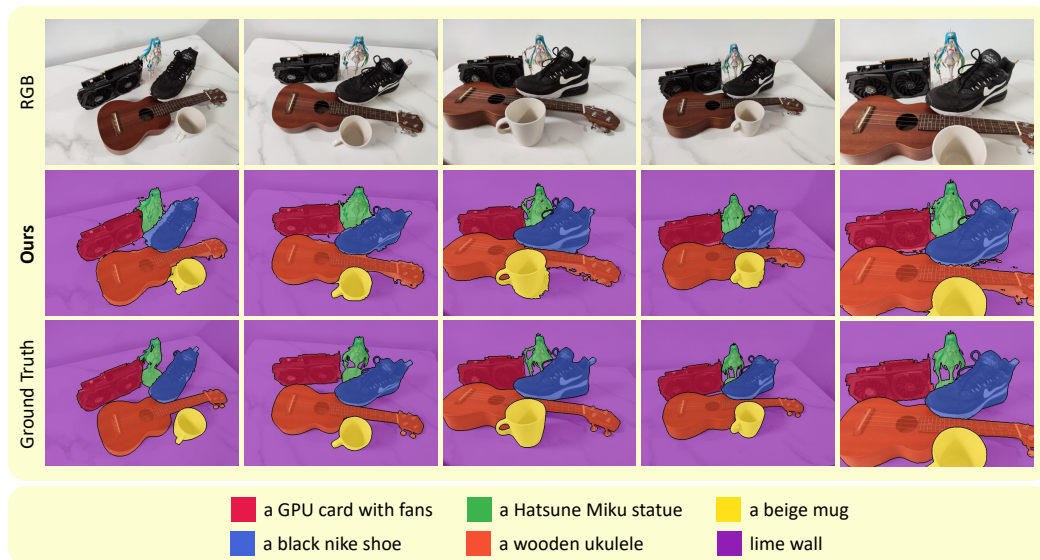 RGB
Ours
Ground Truth
a GPU card with fans
a Hatsune Miku statue
a beige mug
a black nike shoe
a wooden ukulele
lime wall